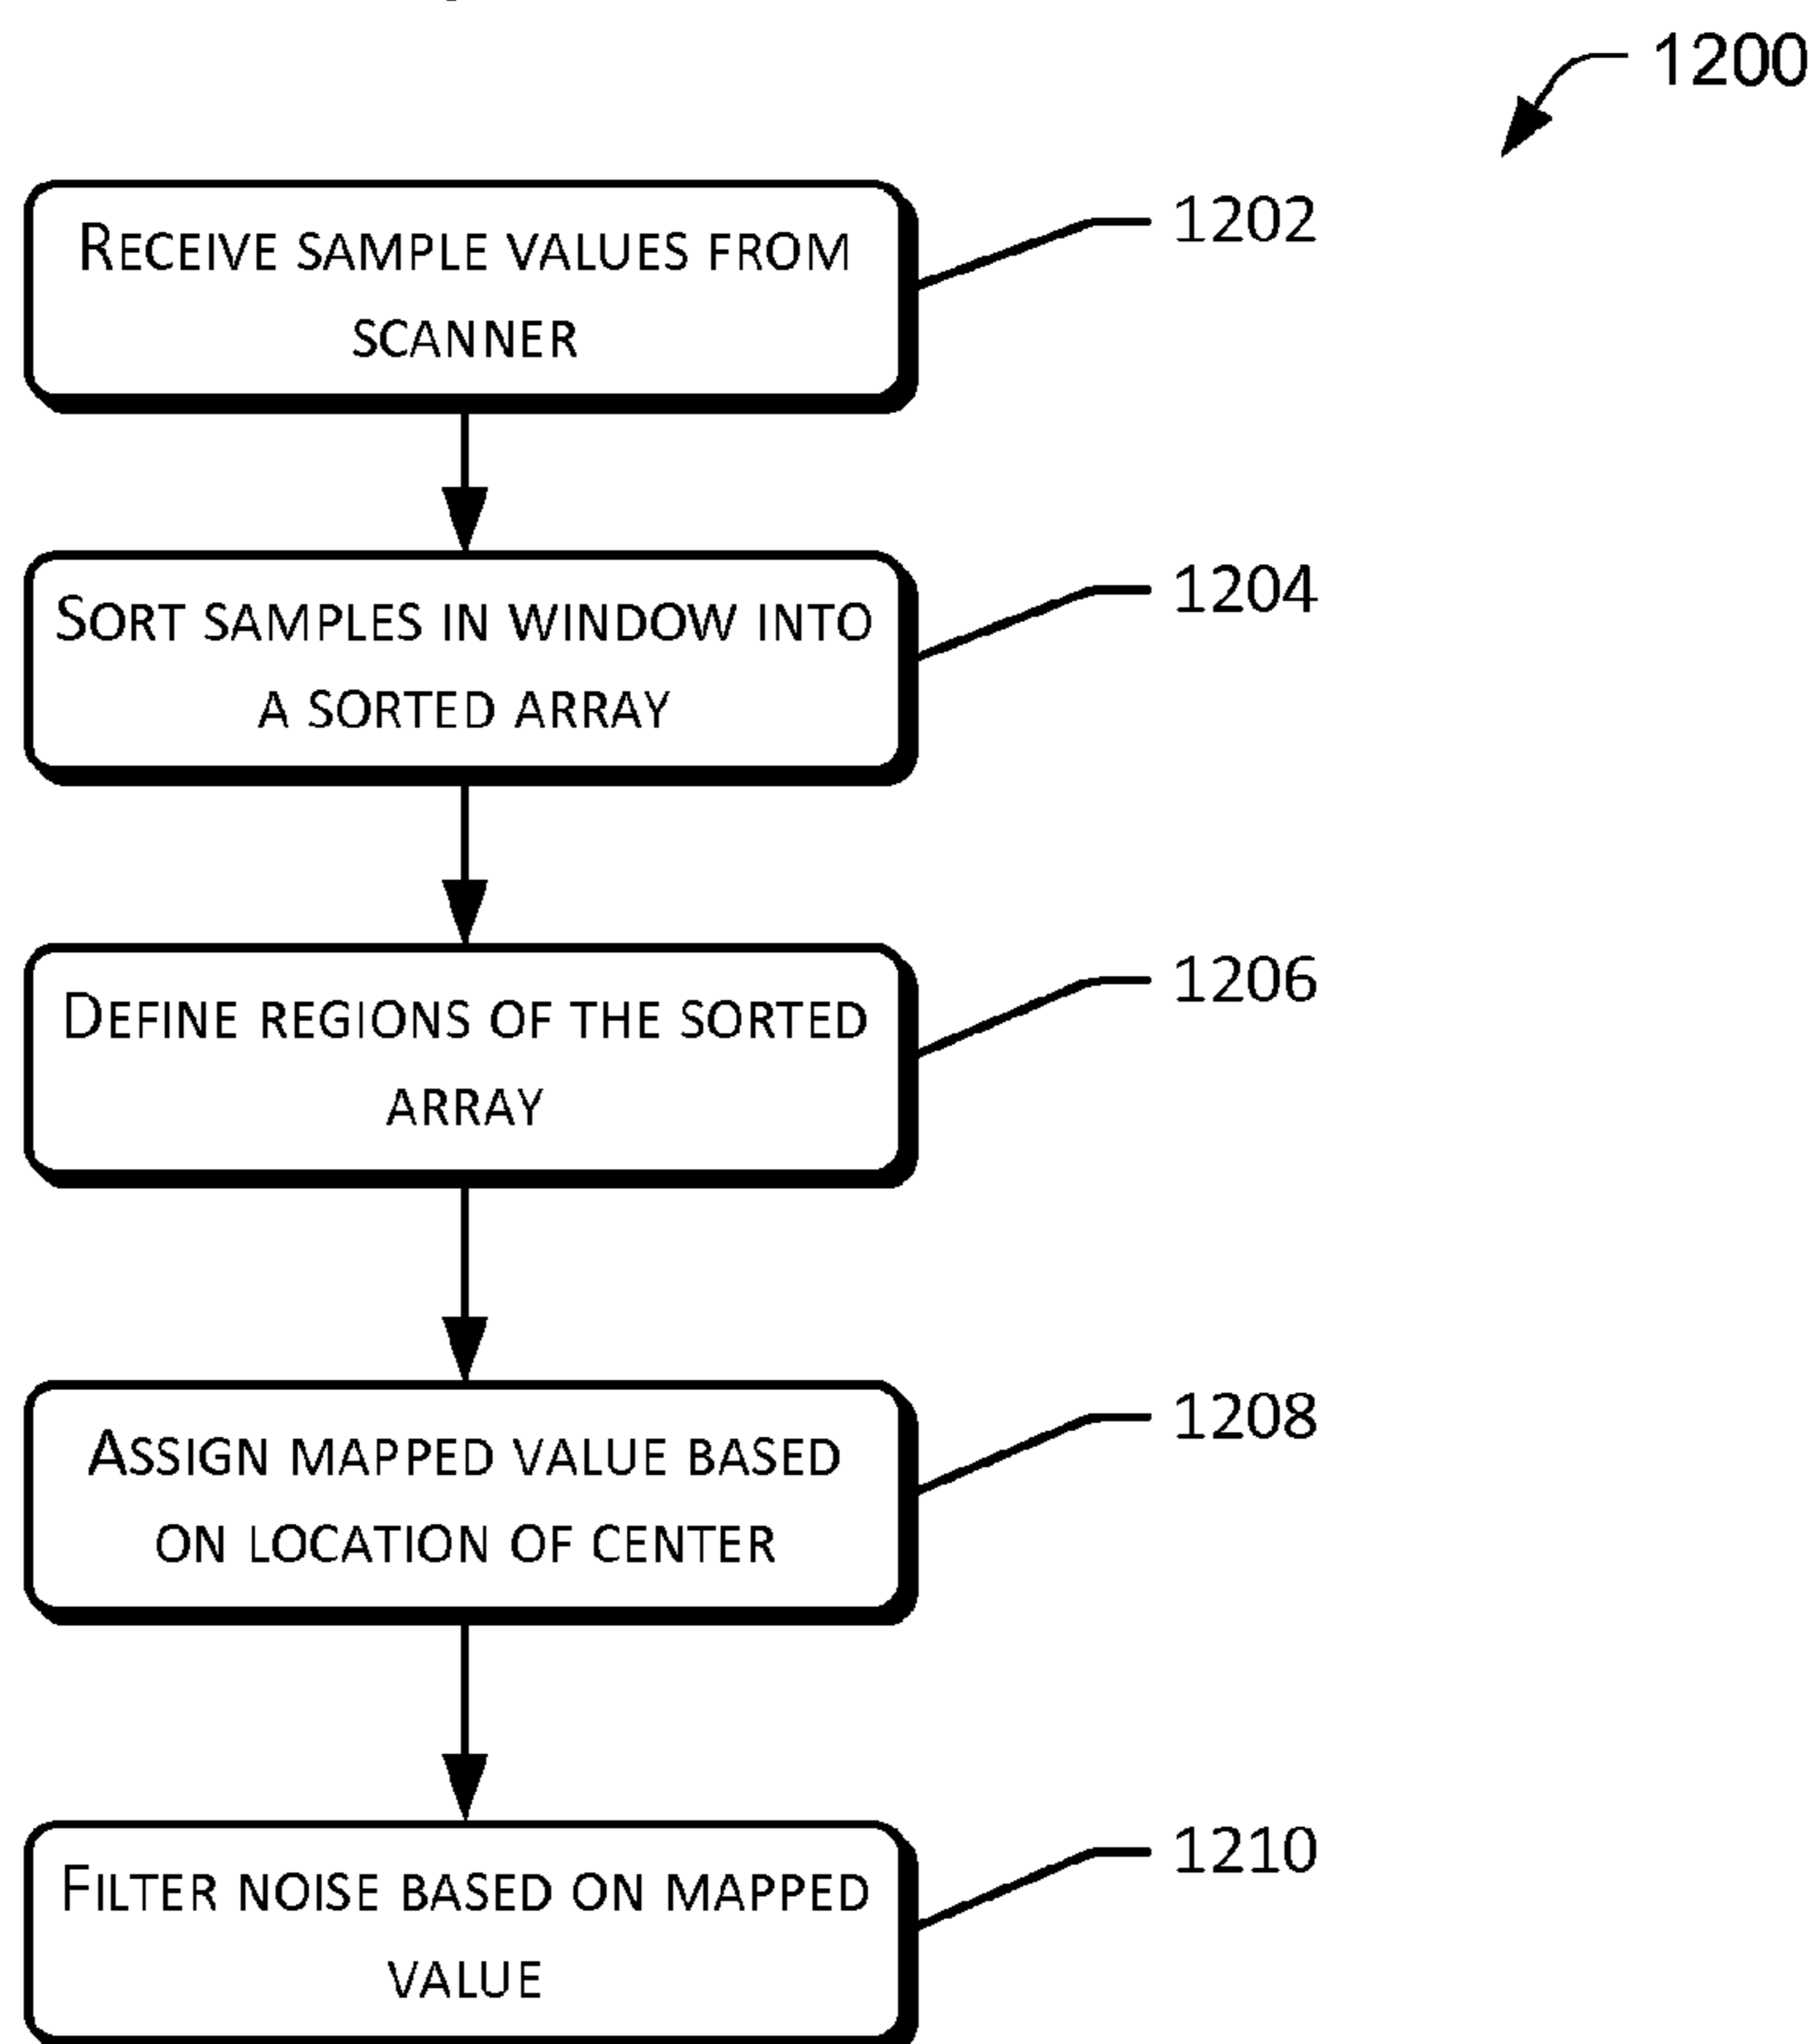 1200
RECEIVE SAMPLE VALUES FROM
SCANNER
1202
SORT SAMPLES IN WINDOW INTO
A SORTED ARRAY
1204
DEFINE REGIONS OF THE SORTED
ARRAY
1206
ASSIGN MAPPED VALUE BASED
ON LOCATION OF CENTER
1208
FILTER NOISE BASED ON MAPPED
VALUE
1210